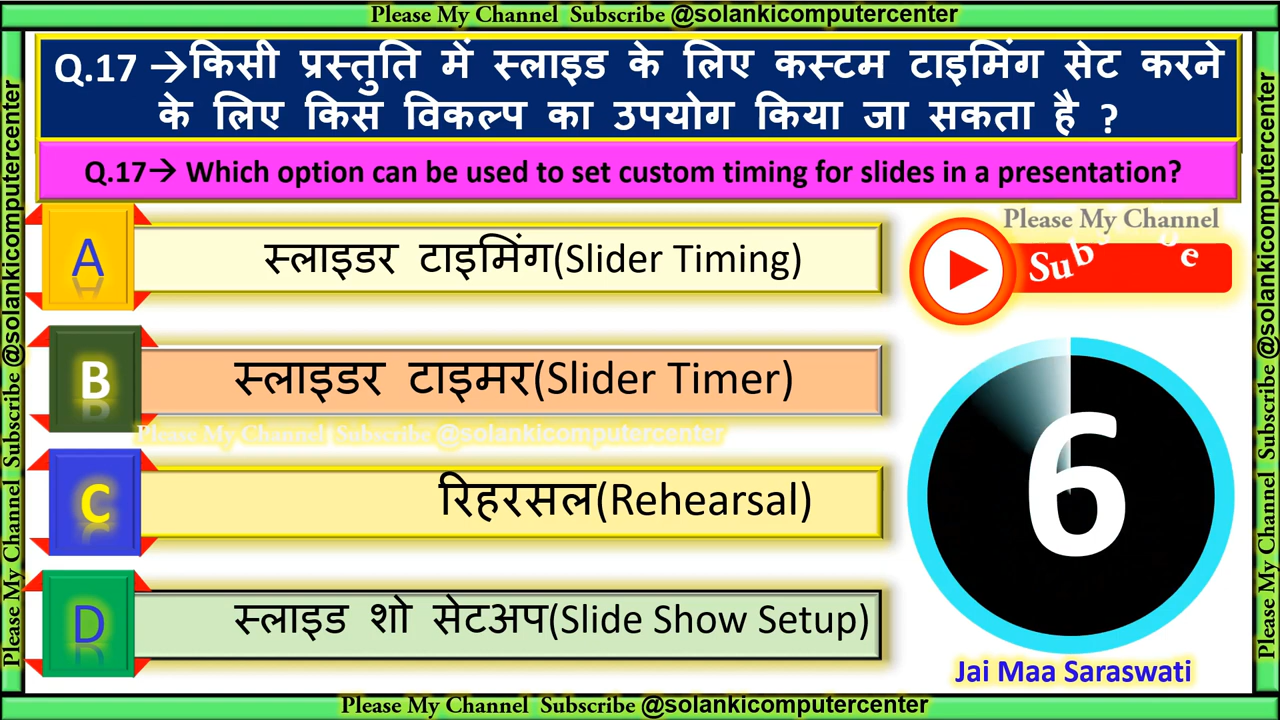 Please My Channel Subscribe @solankicomputercenter
Q.17 →किसी प्रस्तुति में स्लाइड के लिए कस्टम टाइमिंग सेट करने
के लिए किस विकल्प का उपयोग किया जा सकता है ?
Q.17→ Which option can be used to set custom timing for slides in a presentation?
A
स्लाइडर टाइमिंग(Slider Timing)
B
स्लाइडर टाइमर(Slider Timer)
Please My Channel Subscribe @solankicomputercenter
C
रिहरसल(Rehearsal)
D
स्लाइड शो सेटअप(Slide Show Setup)
Please My Channel
6
Jai Maa Saraswati
Please My Channel Subscribe @solankicomputercenter
Please My Channel Subscribe @solankicomputercenter
Please My Channel Subscribe @solankicomputercenter